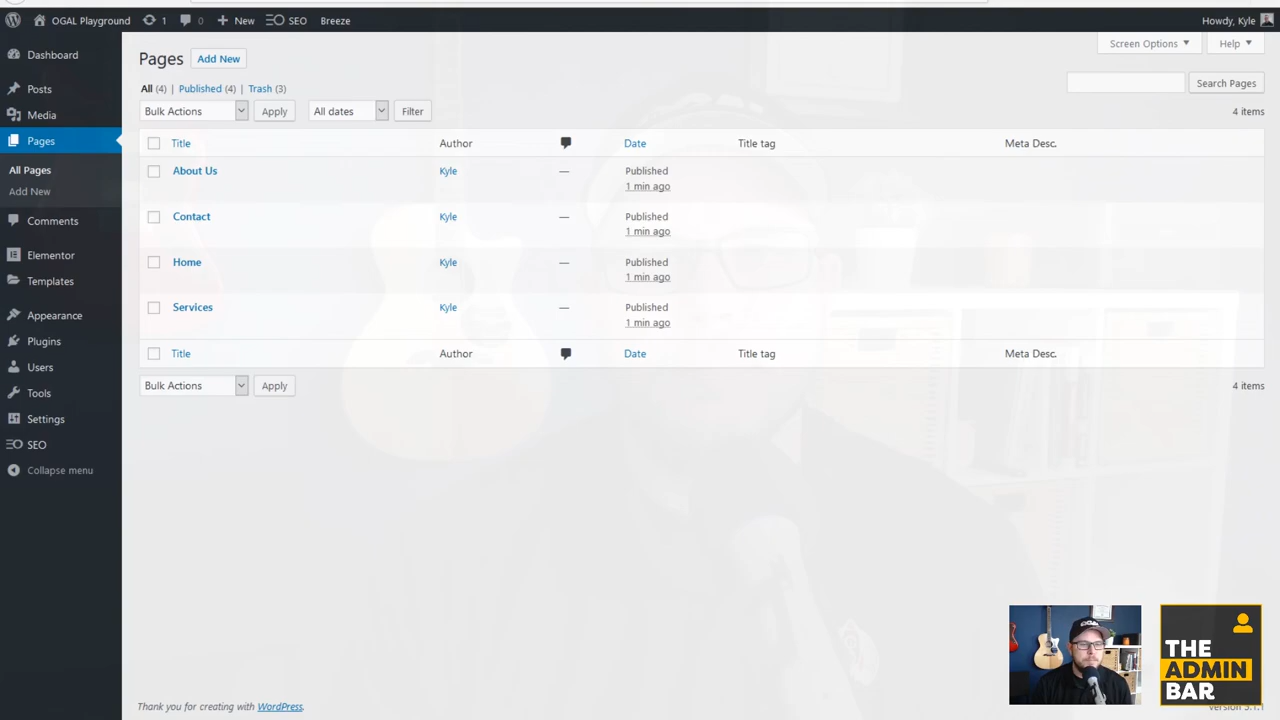 OGAL Playground 1 0 + New SEO Breeze Howdy, Kyle
Dashboard
Posts
Media
Pages
All Pages
Add New
Comments
Elementor
Templates
Appearance
Plugins
Users
Tools
Settings
SEO
Collapse menu
Screen Options Help
Pages Add New
All (4) | Published (4) | Trash (3)
Search Pages
Bulk Actions Apply All dates Filter 4 items
Title Author Date Title tag Meta Desc.
About Us Kyle — Published
1 min ago
Contact Kyle — Published
1 min ago
Home Kyle — Published
1 min ago
Services Kyle — Published
1 min ago
Title Author Date Title tag Meta Desc.
Bulk Actions Apply 4 items
THE
ADMIN
BAR
Thank you for creating with WordPress.
Version 5.1.1